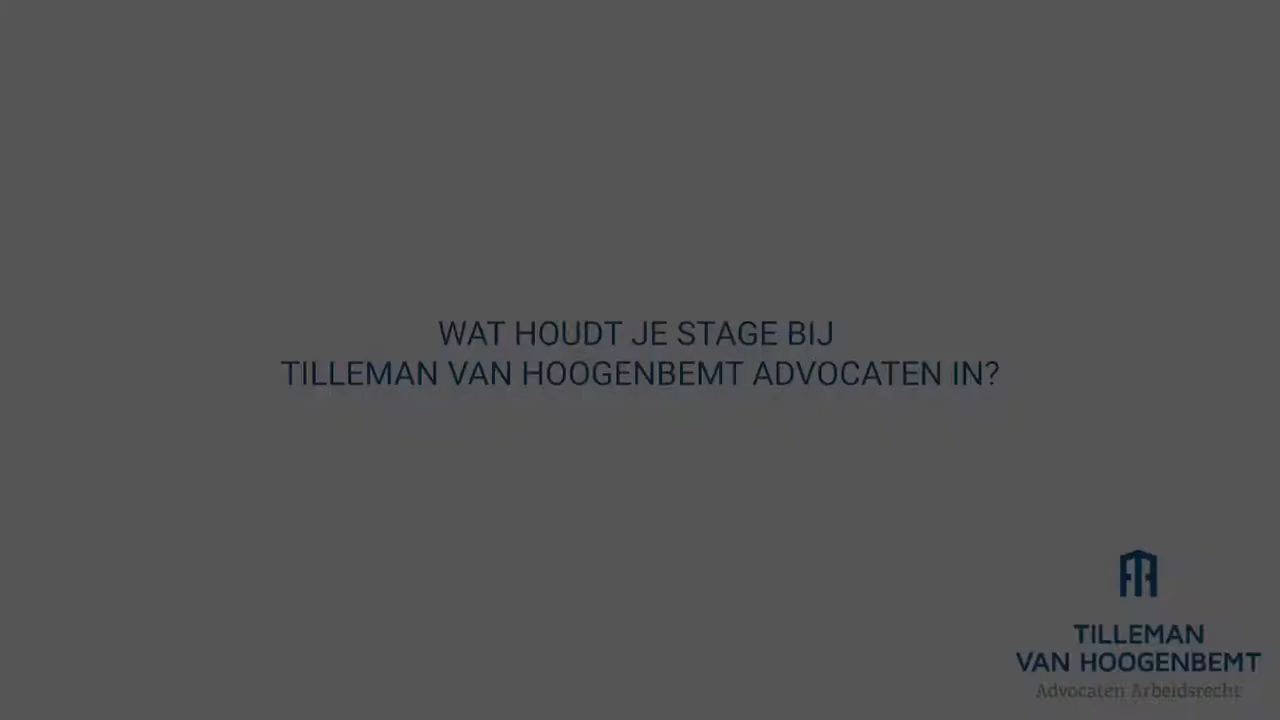 WAT HOUDT JE STAGE BIJ
TILLEMAN VAN HOOGENBEMT ADVOCATEN IN?
TILLEMAN
VAN HOOGENBEMT
Advocaten Arbeidsrecht